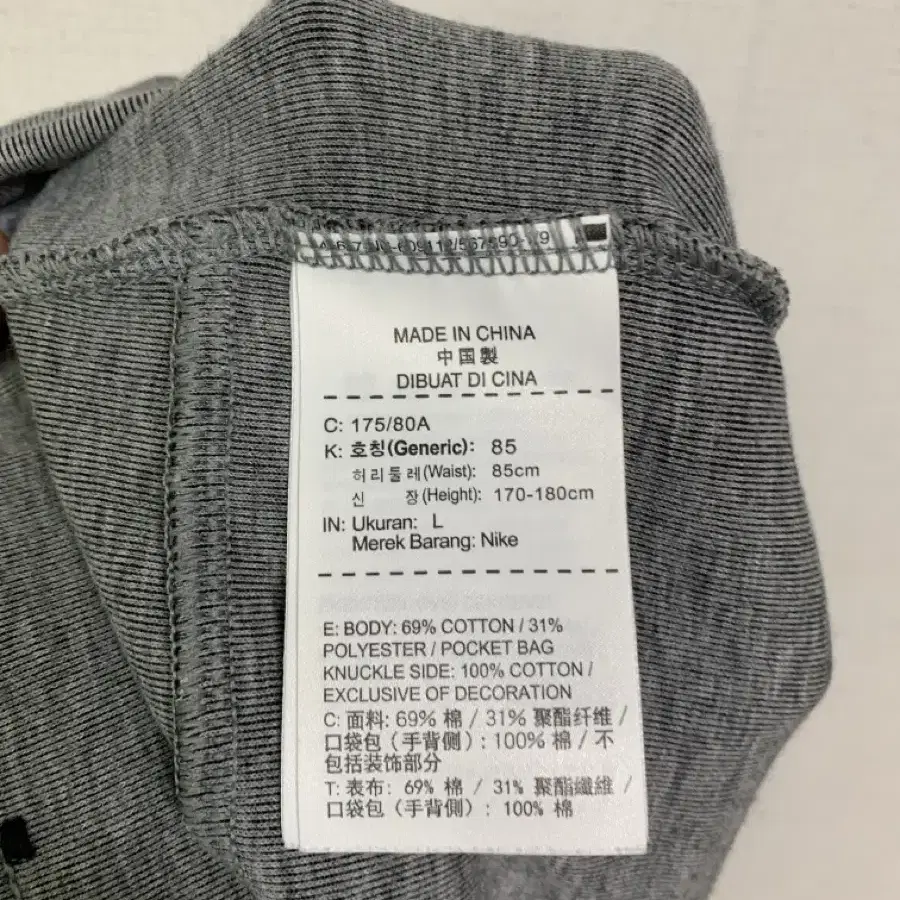 MADE IN CHINA
中国製
DIBUAT DI CINA
C: 175/80A
K: 호칭(Generic): 85
허리둘레(Waist): 85cm
신 장(Height): 170-180cm
IN: Ukuran: L
Merek Barang: Nike
E: BODY: 69% COTTON / 31%
POLYESTER / POCKET BAG
KNUCKLE SIDE: 100% COTTON /
EXCLUSIVE OF DECORATION
C: 面料: 69% 棉 / 31% 聚酯纤维 /
口袋包（手背侧）: 100% 棉 / 不
包括装饰部分
T: 表布: 69% 棉 / 31% 聚酯纖維 /
口袋包（手背側）: 100% 棉